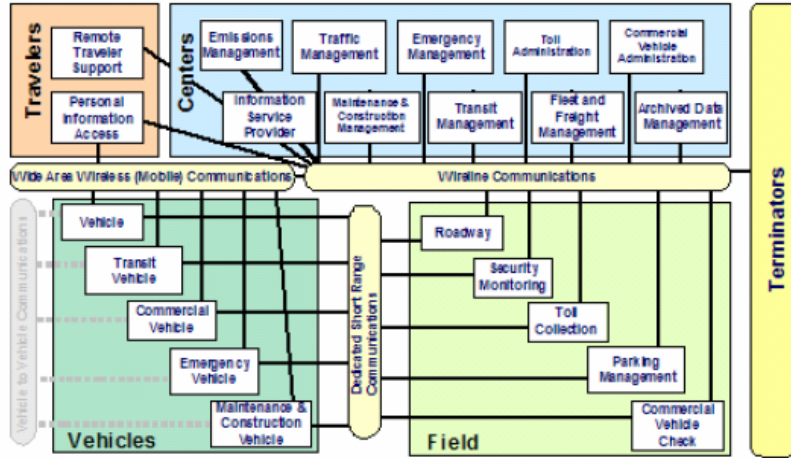 Travelers
Remote
Traveler
Support
Personal
Information
Access
Centers
Emissions
Management
Traffic
Management
Emergency
Management
Toll
Administration
Commercial
Vehicle
Administration
Information
Service
Provider
Maintenance &
Construction
Management
Transit
Management
Fleet and
Freight
Management
Archived Data
Management
Wide Area Wireless (Mobile) Communications
Wireline Communications
Terminators
Vehicle to Vehicle Communications
Vehicle
Transit
Vehicle
Commercial
Vehicle
Emergency
Vehicle
Maintenance &
Construction
Vehicle
Vehicles
Dedicated Short Range
Communications
Roadway
Security
Monitoring
Toll
Collection
Parking
Management
Commercial
Vehicle
Check
Field